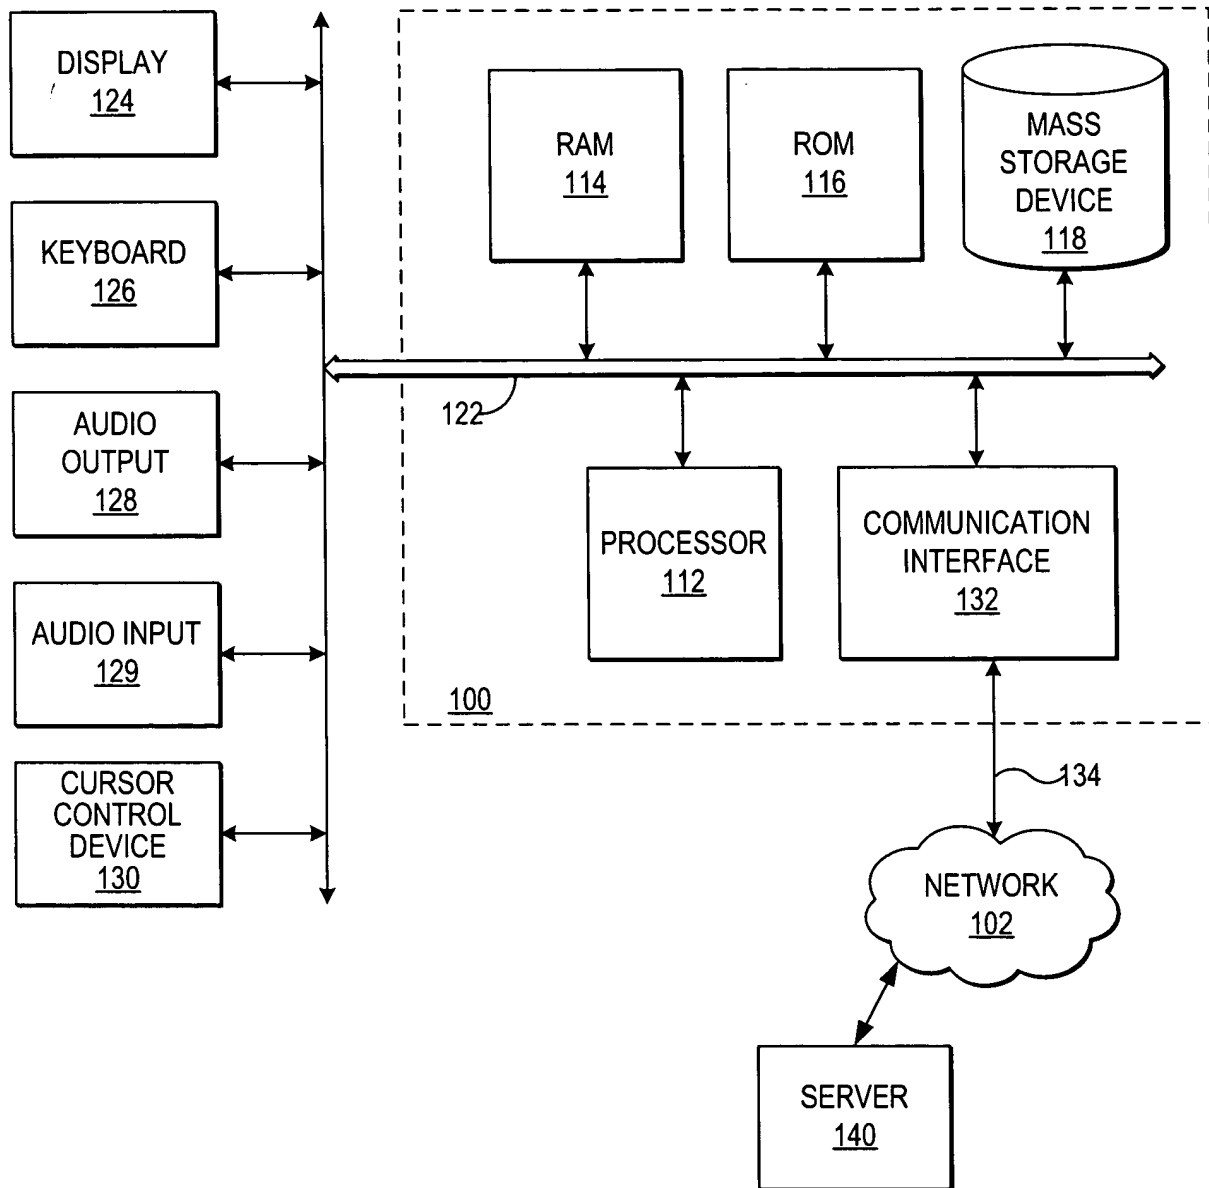 DISPLAY
124
KEYBOARD
126
AUDIO
OUTPUT
128
AUDIO INPUT
129
CURSOR
CONTROL
DEVICE
130
RAM
114
ROM
116
MASS
STORAGE
DEVICE
118
122
PROCESSOR
112
COMMUNICATION
INTERFACE
132
100
134
NETWORK
102
SERVER
140